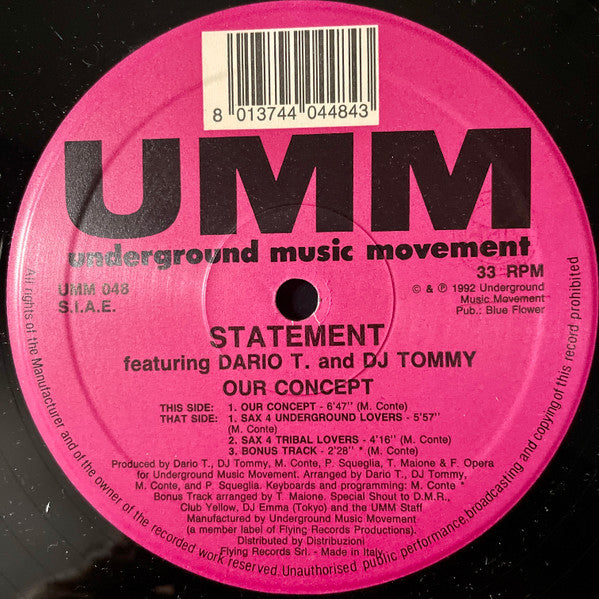 8 013744 044843
UMM
underground music movement
UMM 048
S.I.A.E.
33 RPM
© & ℗ 1992 Underground
Music Movement
Pub.: Blue Flower
STATEMENT
featuring DARIO T. and DJ TOMMY
OUR CONCEPT
THIS SIDE: 1. OUR CONCEPT - 6'47'' (M. Conte)
THAT SIDE: 1. SAX 4 UNDERGROUND LOVERS - 5'57''
(M. Conte)
2. SAX 4 TRIBAL LOVERS - 4'16'' (M. Conte)
3. BONUS TRACK - 2'28'' * (M. Conte)
Produced by Dario T., DJ Tommy, M. Conte, P. Squeglia, T. Maione & F. Opera
for Underground Music Movement. Arranged by Dario T., DJ Tommy,
M. Conte, and P. Squeglia. Keyboards and programming: M. Conte *
Bonus Track arranged by T. Maione. Special Shout to D.M.R.,
Club Yellow, DJ Emma (Tokyo) and the UMM Staff
Manufactured by Underground Music Movement
(a member label of Flying Records Productions)
Distributed by Distribuzioni
Flying Records Srl. - Made in Italy
All rights of the Manufacturer and of the owner of the recorded work reserved. Unauthorised public performance, broadcasting and copying of this record prohibited